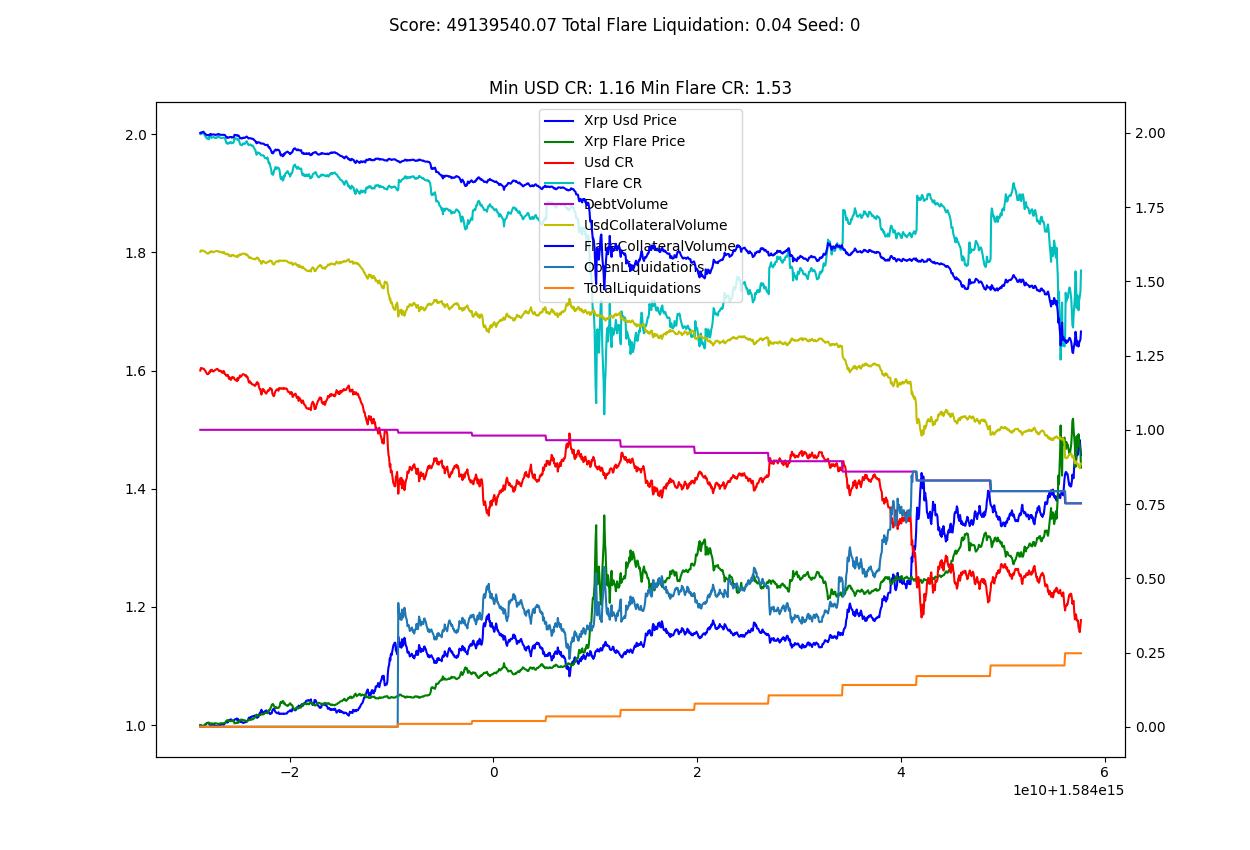 Score: 49139540.07 Total Flare Liquidation: 0.04 Seed: 0
Min USD CR: 1.16 Min Flare CR: 1.53
Xrp Usd Price
Xrp Flare Price
Usd CR
Flare CR
DebtVolume
UsdCollateralVolume
FlareCollateralVolume
OpenLiquidations
TotalLiquidations
2.0
1.8
1.6
1.4
1.2
1.0
2.00
1.75
1.50
1.25
1.00
0.75
0.50
0.25
0.00
−2 0 2 4 6
1e10+1.584e15